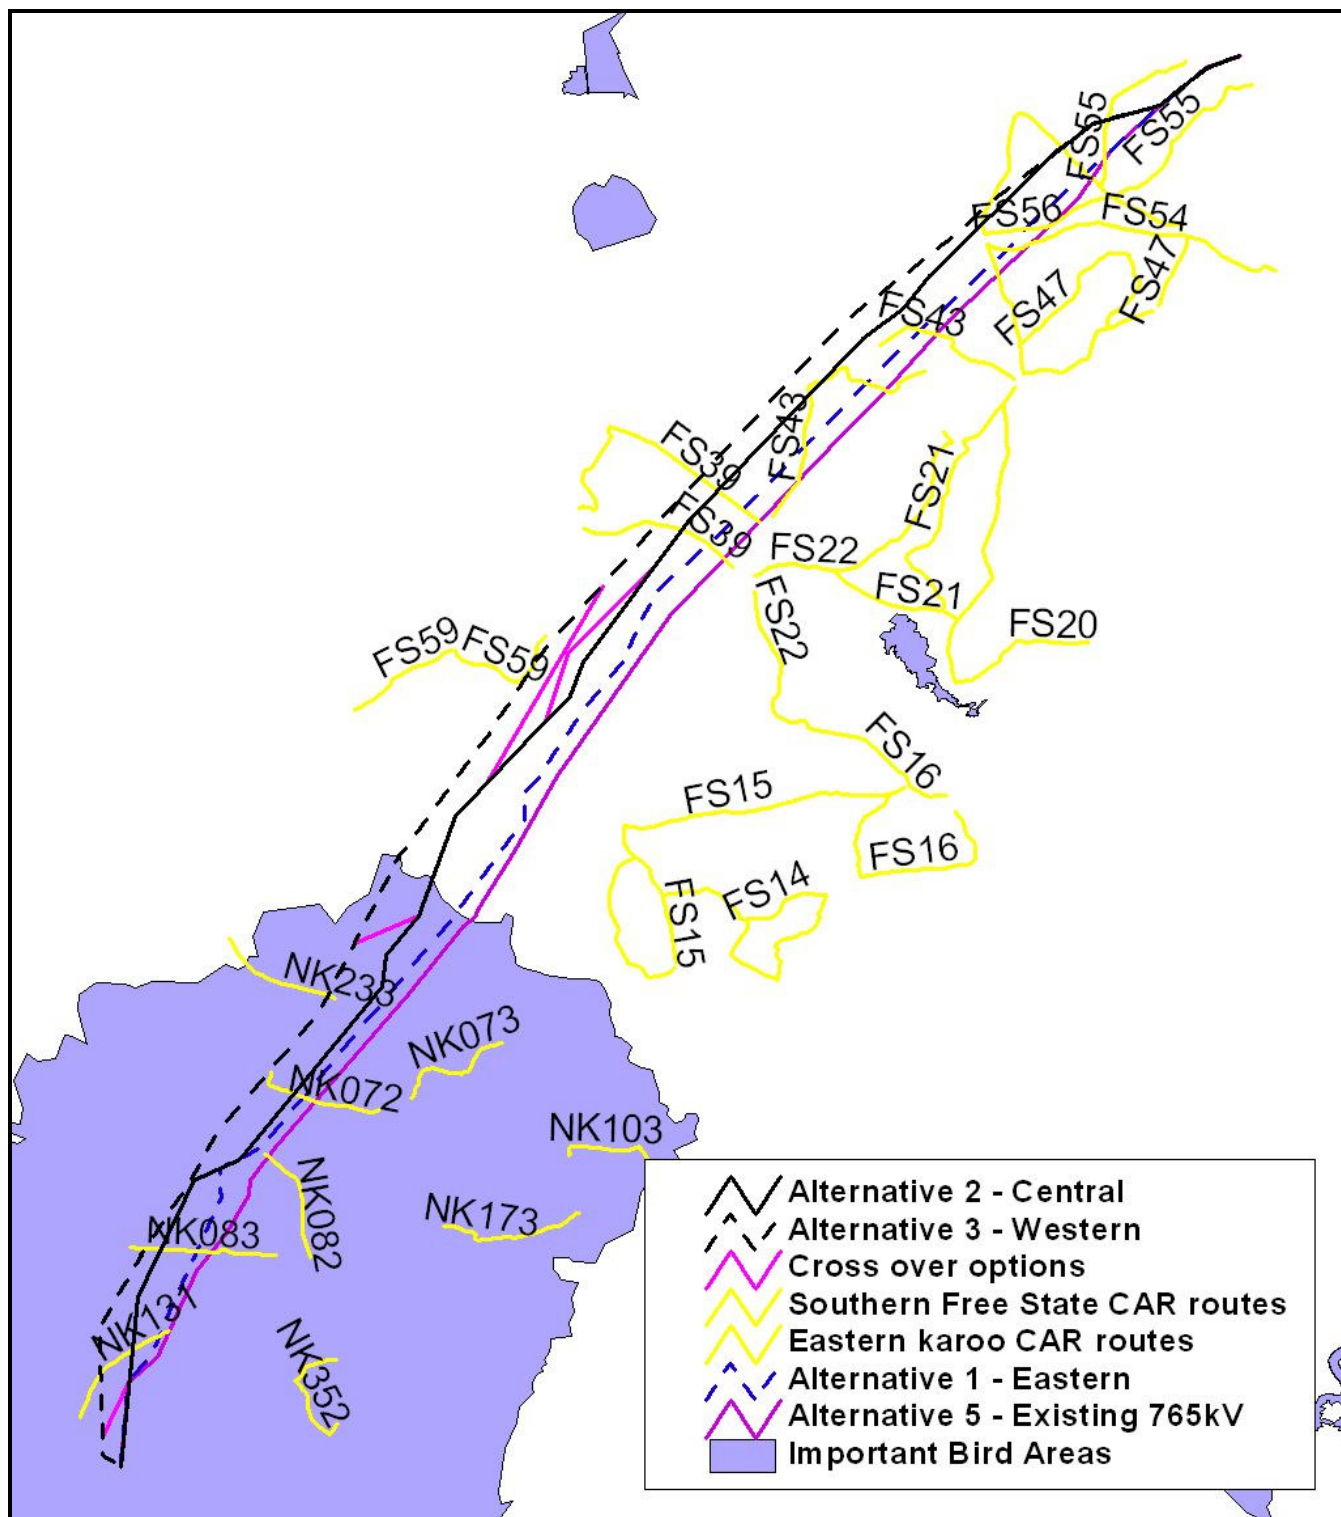 FS55
FS55
FS56
FS54
FS47
FS47
FS43
FS43
FS39
FS39
FS21
FS22
FS21
FS22
FS20
FS59
FS59
FS16
FS15
FS16
FS14
FS15
NK233
NK073
NK072
NK103
NK082
NK173
NK083
NK131
NK352
Alternative 2 - Central
Alternative 3 - Western
Cross over options
Southern Free State CAR routes
Eastern karoo CAR routes
Alternative 1 - Eastern
Alternative 5 - Existing 765kV
Important Bird Areas